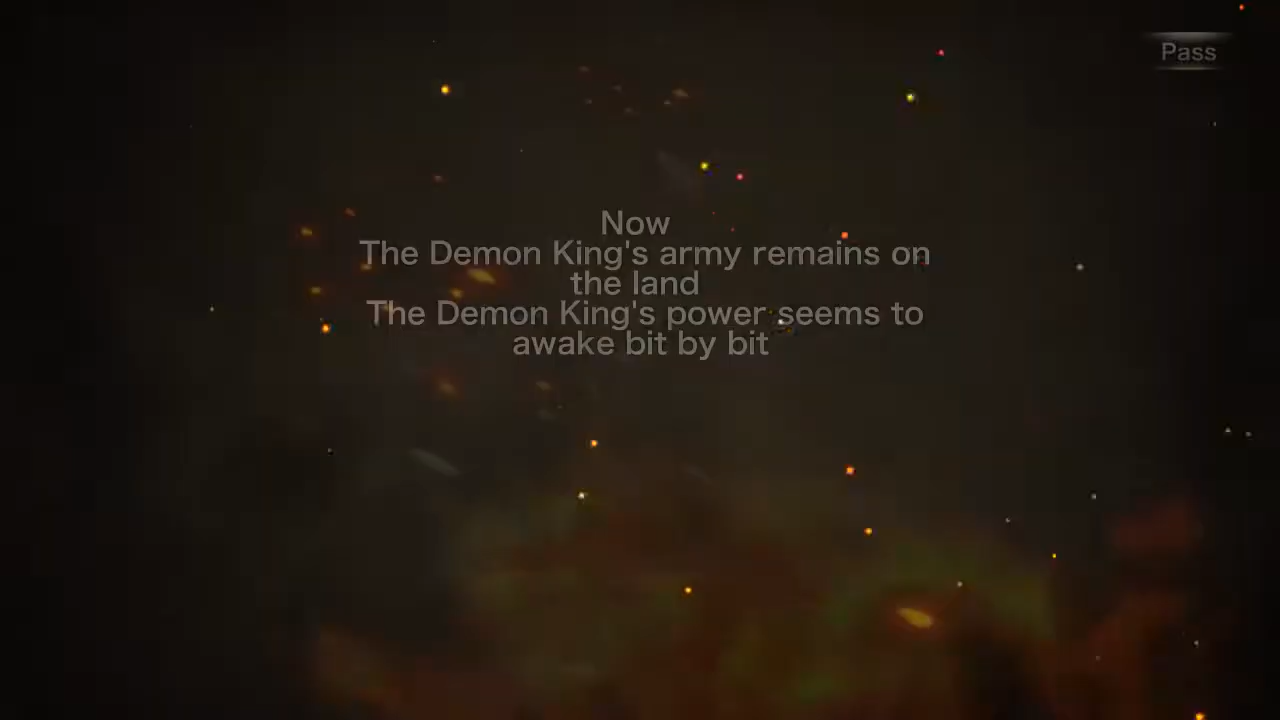 Pass
Now
The Demon King's army remains on
the land
The Demon King's power seems to
awake bit by bit